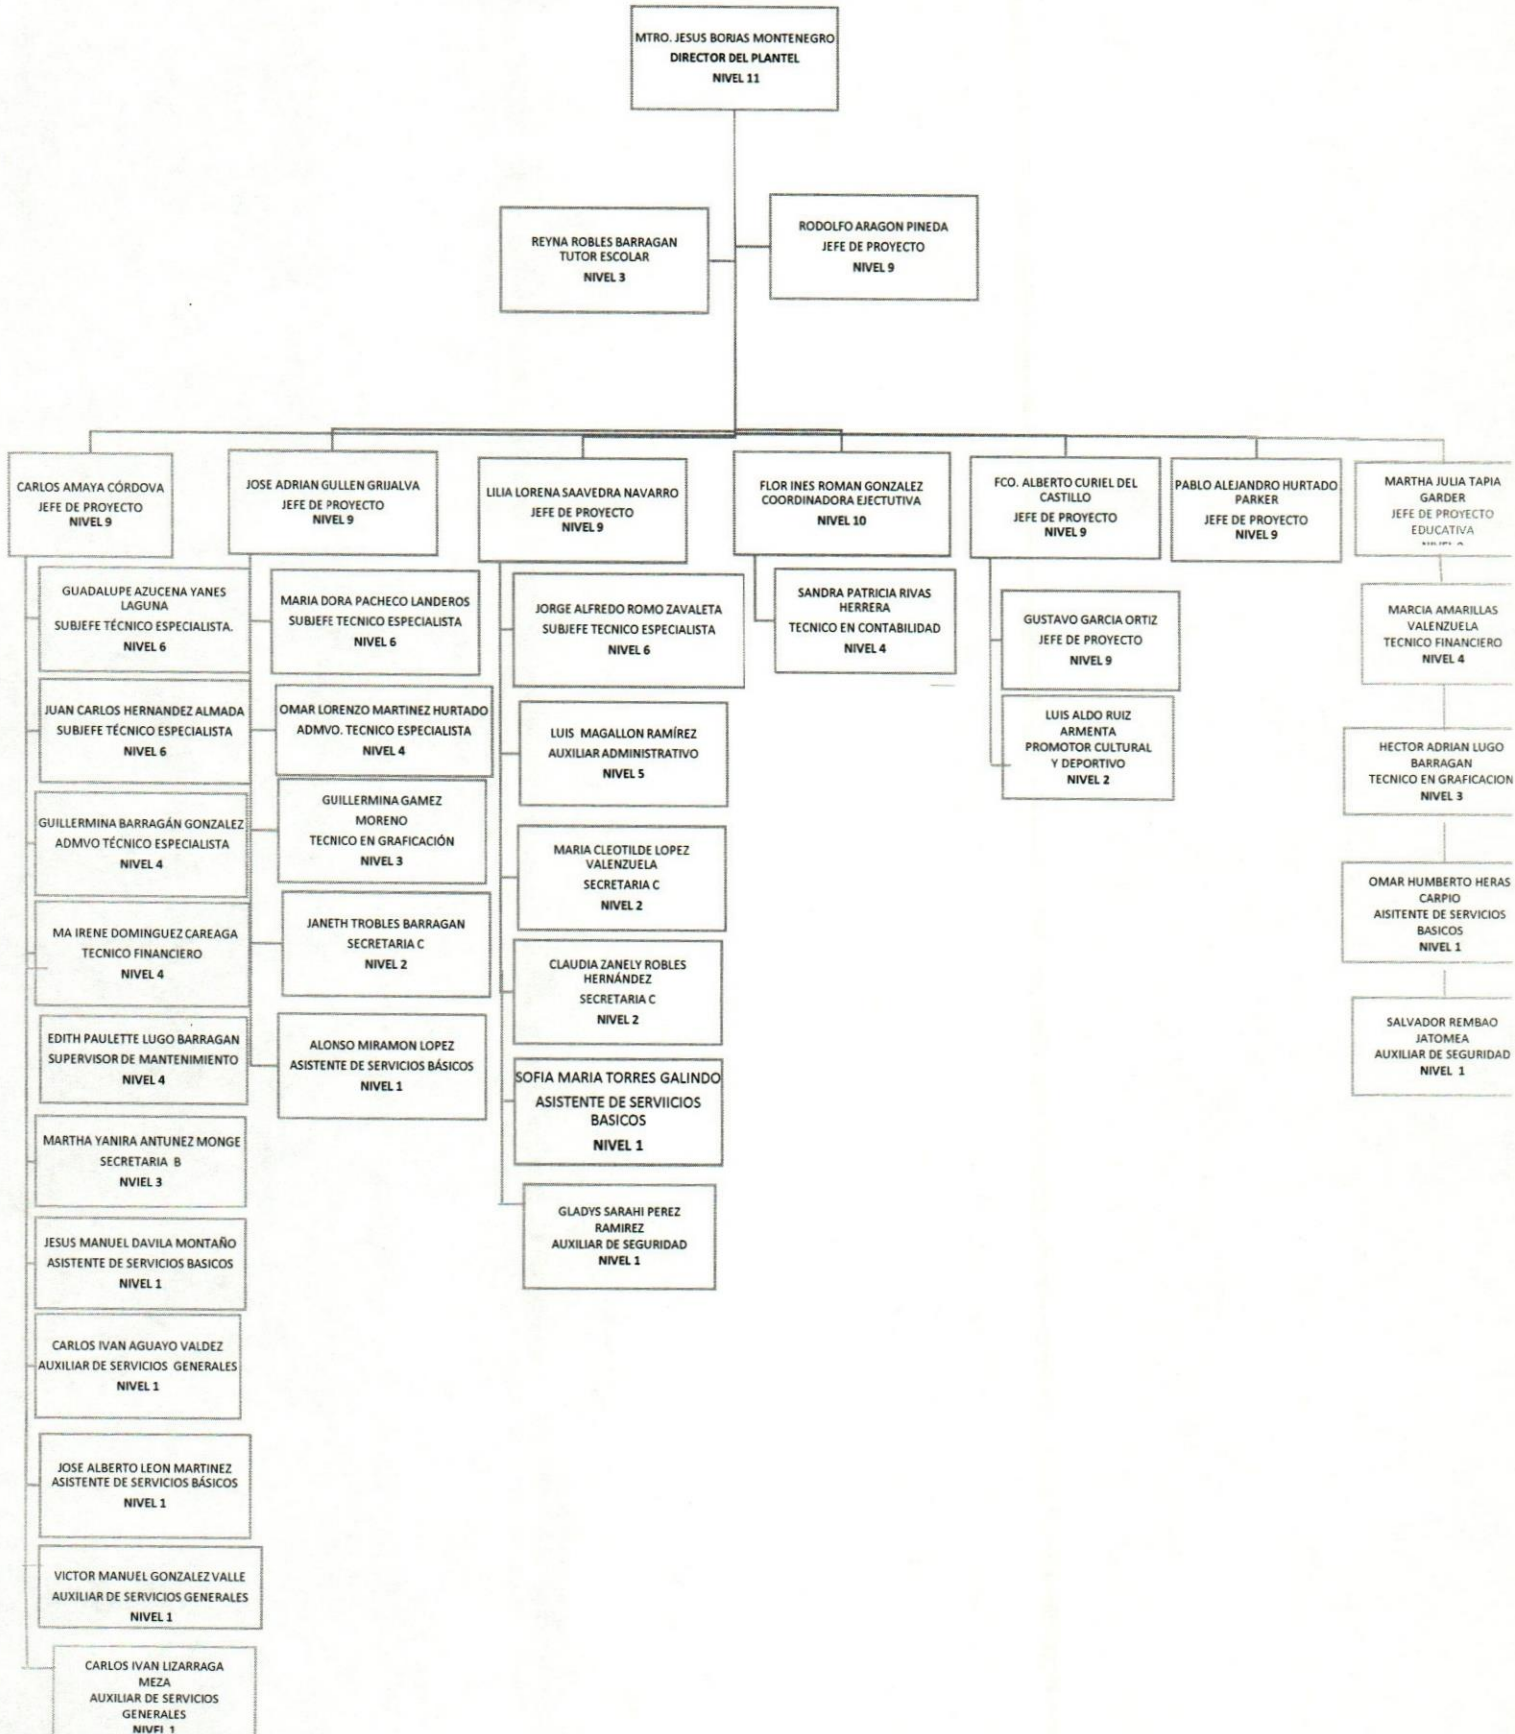 MTRO. JESUS BORJAS MONTENEGRO
DIRECTOR DEL PLANTEL
NIVEL 11
REYNA ROBLES BARRAGAN
TUTOR ESCOLAR
NIVEL 3
RODOLFO ARAGON PINEDA
JEFE DE PROYECTO
NIVEL 9
CARLOS AMAYA CÓRDOVA
JEFE DE PROYECTO
NIVEL 9
GUADALUPE AZUCENA YANES
LAGUNA
SUBJEFE TÉCNICO ESPECIALISTA.
NIVEL 6
JUAN CARLOS HERNANDEZ ALMADA
SUBJEFE TÉCNICO ESPECIALISTA
NIVEL 6
GUILLERMINA BARRAGÁN GONZALEZ
ADMVO TÉCNICO ESPECIALISTA
NIVEL 4
MA IRENE DOMINGUEZ CAREAGA
TECNICO FINANCIERO
NIVEL 4
EDITH PAULETTE LUGO BARRAGAN
SUPERVISOR DE MANTENIMIENTO
NIVEL 4
MARTHA YANIRA ANTUNEZ MONGE
SECRETARIA B
NVIEL 3
JESUS MANUEL DAVILA MONTAÑO
ASISTENTE DE SERVICIOS BASICOS
NIVEL 1
CARLOS IVAN AGUAYO VALDEZ
AUXILIAR DE SERVICIOS GENERALES
NIVEL 1
JOSE ALBERTO LEON MARTINEZ
ASISTENTE DE SERVICIOS BÁSICOS
NIVEL 1
VICTOR MANUEL GONZALEZ VALLE
AUXILIAR DE SERVICIOS GENERALES
NIVEL 1
CARLOS IVAN LIZARRAGA
MEZA
AUXILIAR DE SERVICIOS
GENERALES
NIVEL 1
JOSE ADRIAN GULLEN GRIJALVA
JEFE DE PROYECTO
NIVEL 9
MARIA DORA PACHECO LANDEROS
SUBJEFE TECNICO ESPECIALISTA
NIVEL 6
OMAR LORENZO MARTINEZ HURTADO
ADMVO. TECNICO ESPECIALISTA
NIVEL 4
GUILLERMINA GAMEZ
MORENO
TECNICO EN GRAFICACIÓN
NIVEL 3
JANETH TROBLES BARRAGAN
SECRETARIA C
NIVEL 2
ALONSO MIRAMON LOPEZ
ASISTENTE DE SERVICIOS BÁSICOS
NIVEL 1
LILIA LORENA SAAVEDRA NAVARRO
JEFE DE PROYECTO
NIVEL 9
JORGE ALFREDO ROMO ZAVALETA
SUBJEFE TECNICO ESPECIALISTA
NIVEL 6
LUIS MAGALLON RAMÍREZ
AUXILIAR ADMINISTRATIVO
NIVEL 5
MARIA CLEOTILDE LOPEZ
VALENZUELA
SECRETARIA C
NIVEL 2
CLAUDIA ZANELY ROBLES
HERNÁNDEZ
SECRETARIA C
NIVEL 2
SOFIA MARIA TORRES GALINDO
ASISTENTE DE SERVIICIOS
BASICOS
NIVEL 1
GLADYS SARAHI PEREZ
RAMIREZ
AUXILIAR DE SEGURIDAD
NIVEL 1
FLOR INES ROMAN GONZALEZ
COORDINADORA EJECTUTIVA
NIVEL 10
SANDRA PATRICIA RIVAS
HERRERA
TECNICO EN CONTABILIDAD
NIVEL 4
FCO. ALBERTO CURIEL DEL
CASTILLO
JEFE DE PROYECTO
NIVEL 9
GUSTAVO GARCIA ORTIZ
JEFE DE PROYECTO
NIVEL 9
LUIS ALDO RUIZ
ARMENTA
PROMOTOR CULTURAL
Y DEPORTIVO
NIVEL 2
PABLO ALEJANDRO HURTADO
PARKER
JEFE DE PROYECTO
NIVEL 9
MARTHA JULIA TAPIA
GARDER
JEFE DE PROYECTO
EDUCATIVA
MARCIA AMARILLAS
VALENZUELA
TECNICO FINANCIERO
NIVEL 4
HECTOR ADRIAN LUGO
BARRAGAN
TECNICO EN GRAFICACION
NIVEL 3
OMAR HUMBERTO HERAS
CARPIO
AISITENTE DE SERVICIOS
BASICOS
NIVEL 1
SALVADOR REMBAO
JATOMEA
AUXILIAR DE SEGURIDAD
NIVEL 1